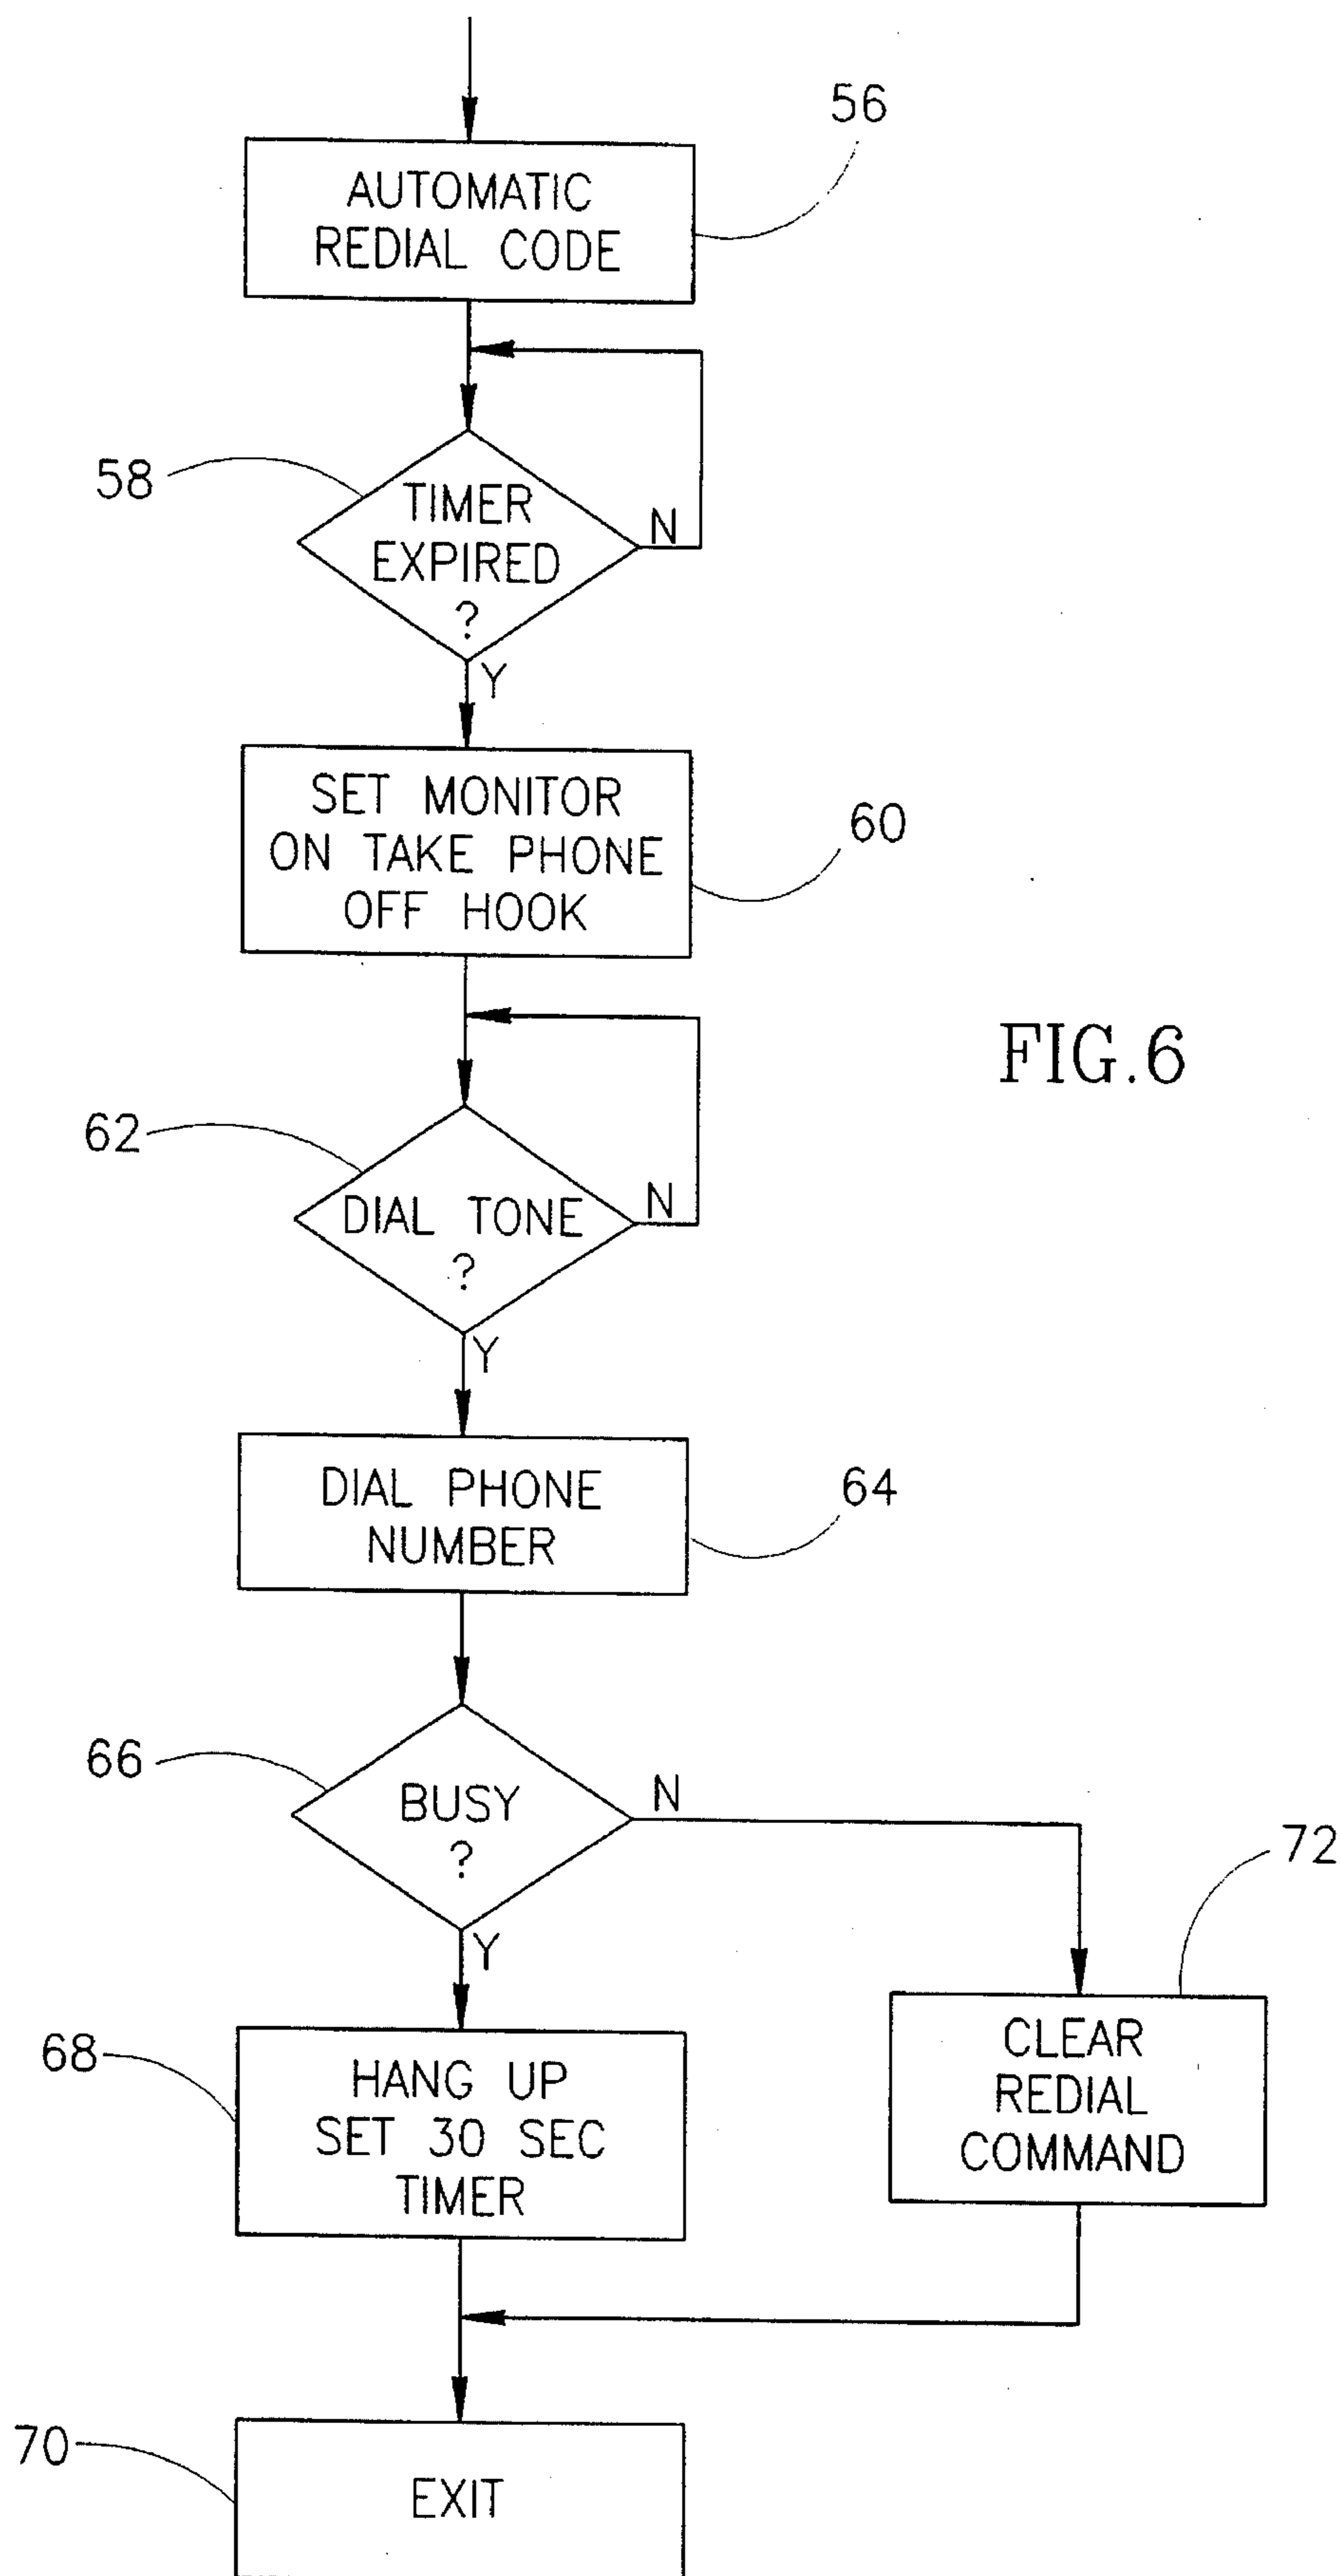 56
AUTOMATIC
REDIAL CODE
58
TIMER
EXPIRED
?
N
Y
SET MONITOR
ON TAKE PHONE
OFF HOOK
60
FIG.6
62
DIAL TONE
?
N
Y
DIAL PHONE
NUMBER
64
66
BUSY
?
N
Y
72
68
HANG UP
SET 30 SEC
TIMER
CLEAR
REDIAL
COMMAND
70
EXIT